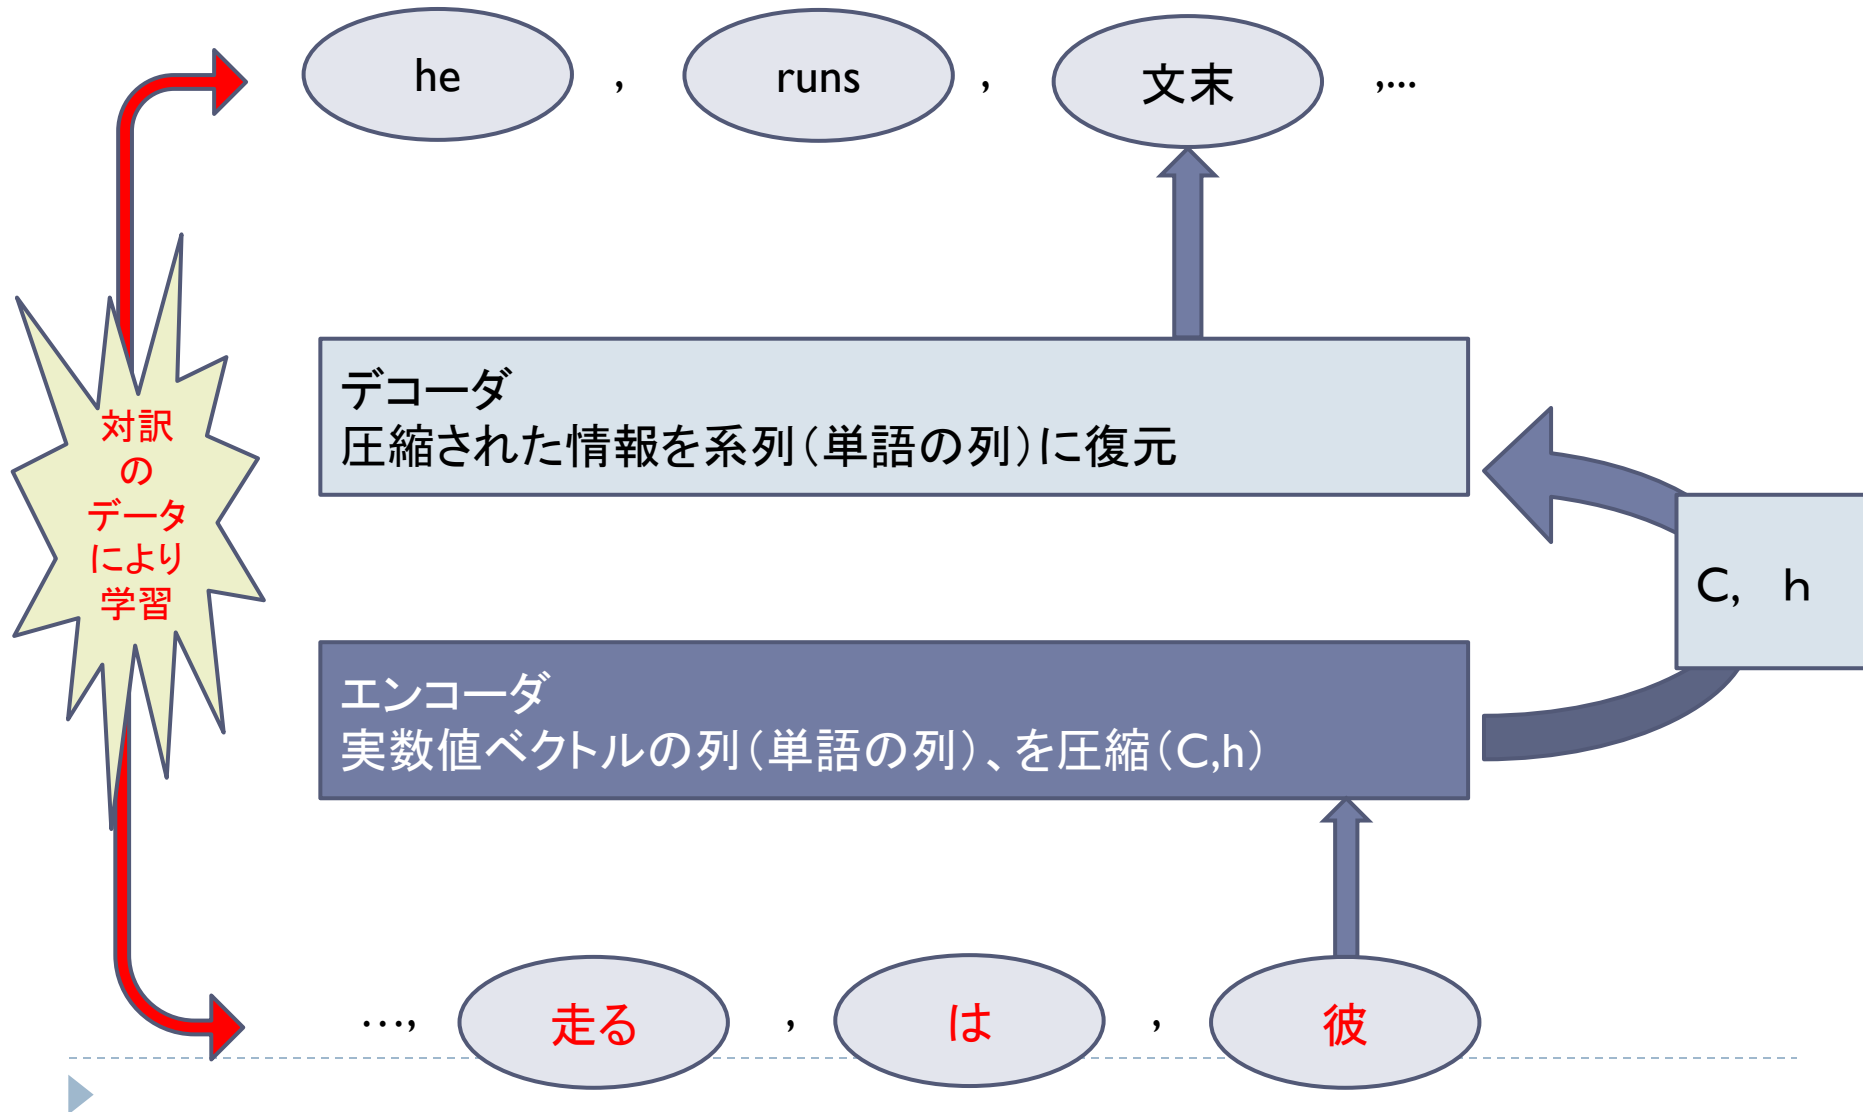 he , runs , 文末 ,...
デコーダ
圧縮された情報を系列（単語の列）に復元
対訳
の
データ
により
学習
C, h
エンコーダ
実数値ベクトルの列（単語の列）、を圧縮（C,h）
…, 走る , は , 彼